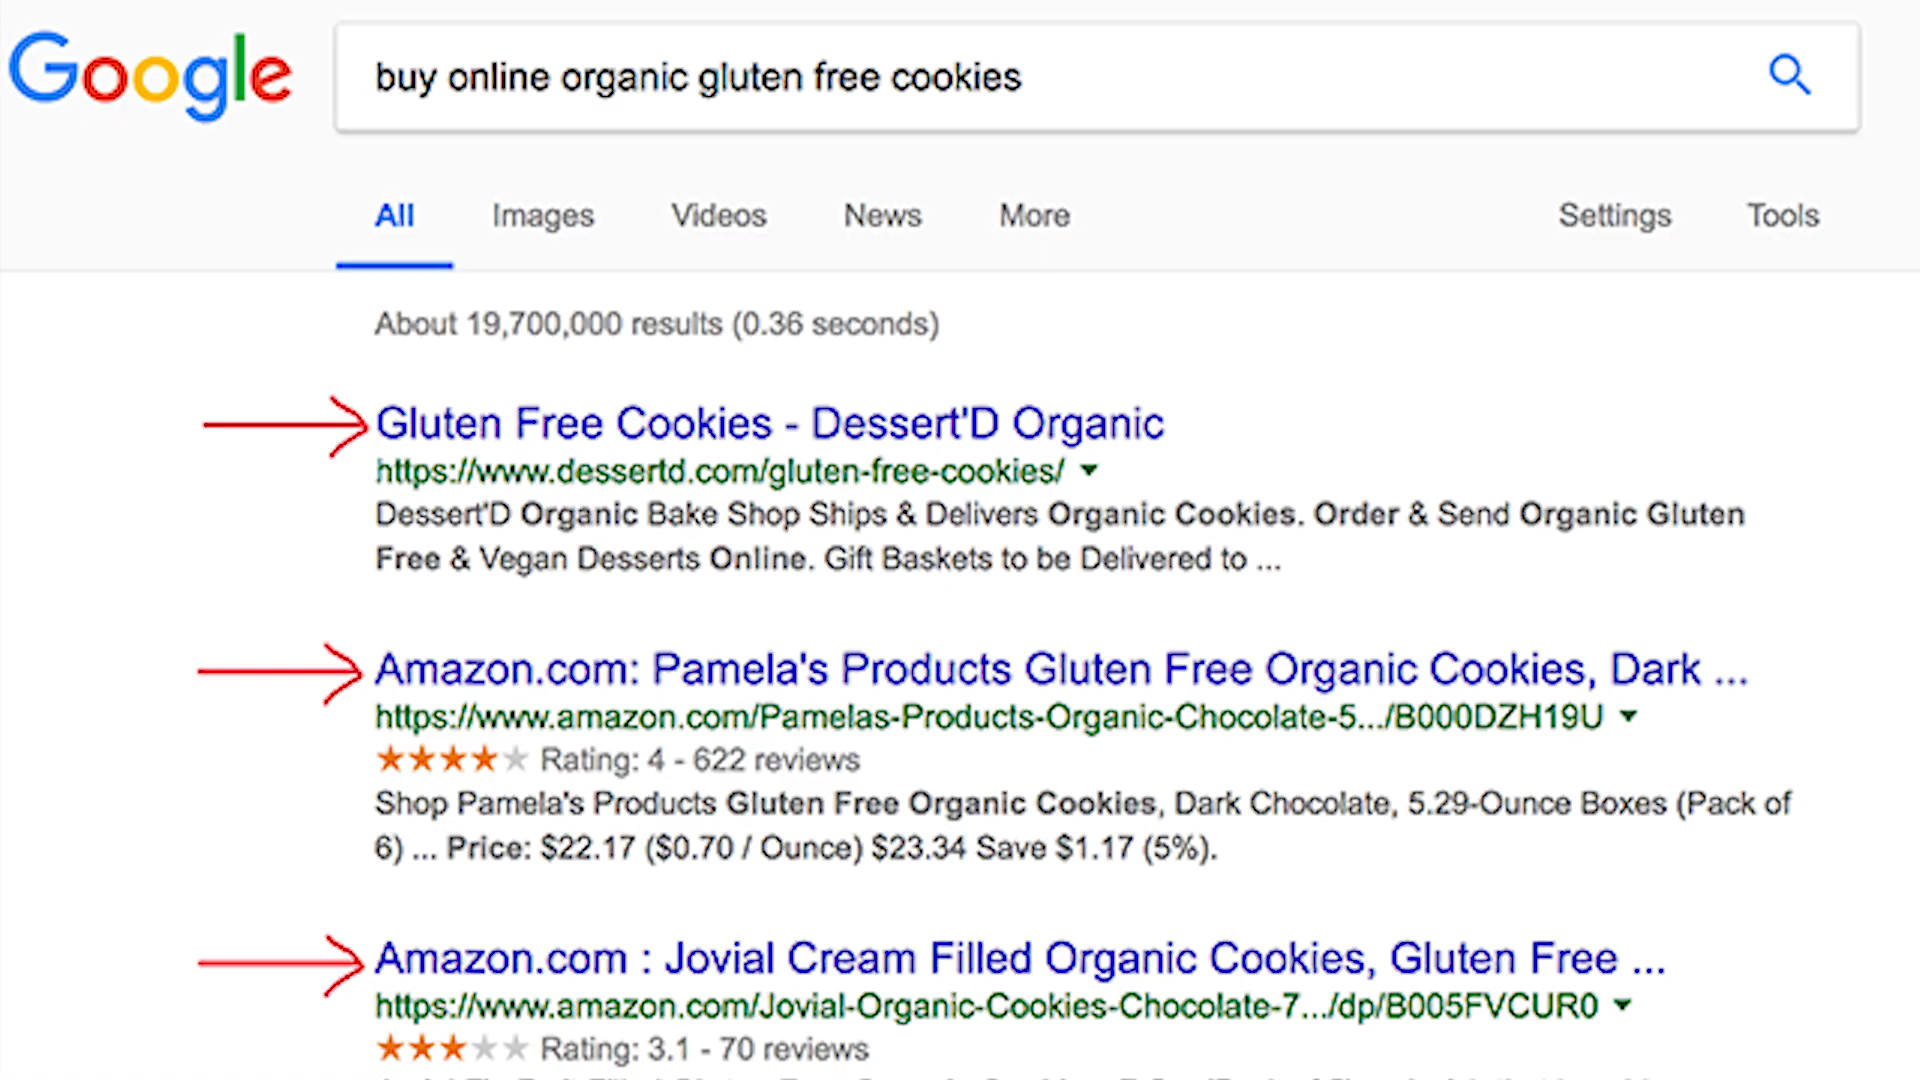 Google
buy online organic gluten free cookies
All Images Videos News More Settings Tools
About 19,700,000 results (0.36 seconds)
Gluten Free Cookies - Dessert'D Organic
https://www.dessertd.com/gluten-free-cookies/
Dessert'D Organic Bake Shop Ships & Delivers Organic Cookies. Order & Send Organic Gluten
Free & Vegan Desserts Online. Gift Baskets to be Delivered to ...
Amazon.com: Pamela's Products Gluten Free Organic Cookies, Dark ...
https://www.amazon.com/Pamelas-Products-Organic-Chocolate-5.../B000DZH19U
Rating: 4 - 622 reviews
Shop Pamela's Products Gluten Free Organic Cookies, Dark Chocolate, 5.29-Ounce Boxes (Pack of
6) ... Price: $22.17 ($0.70 / Ounce) $23.34 Save $1.17 (5%).
Amazon.com : Jovial Cream Filled Organic Cookies, Gluten Free ...
https://www.amazon.com/Jovial-Organic-Cookies-Chocolate-7.../dp/B005FVCUR0
Rating: 3.1 - 70 reviews